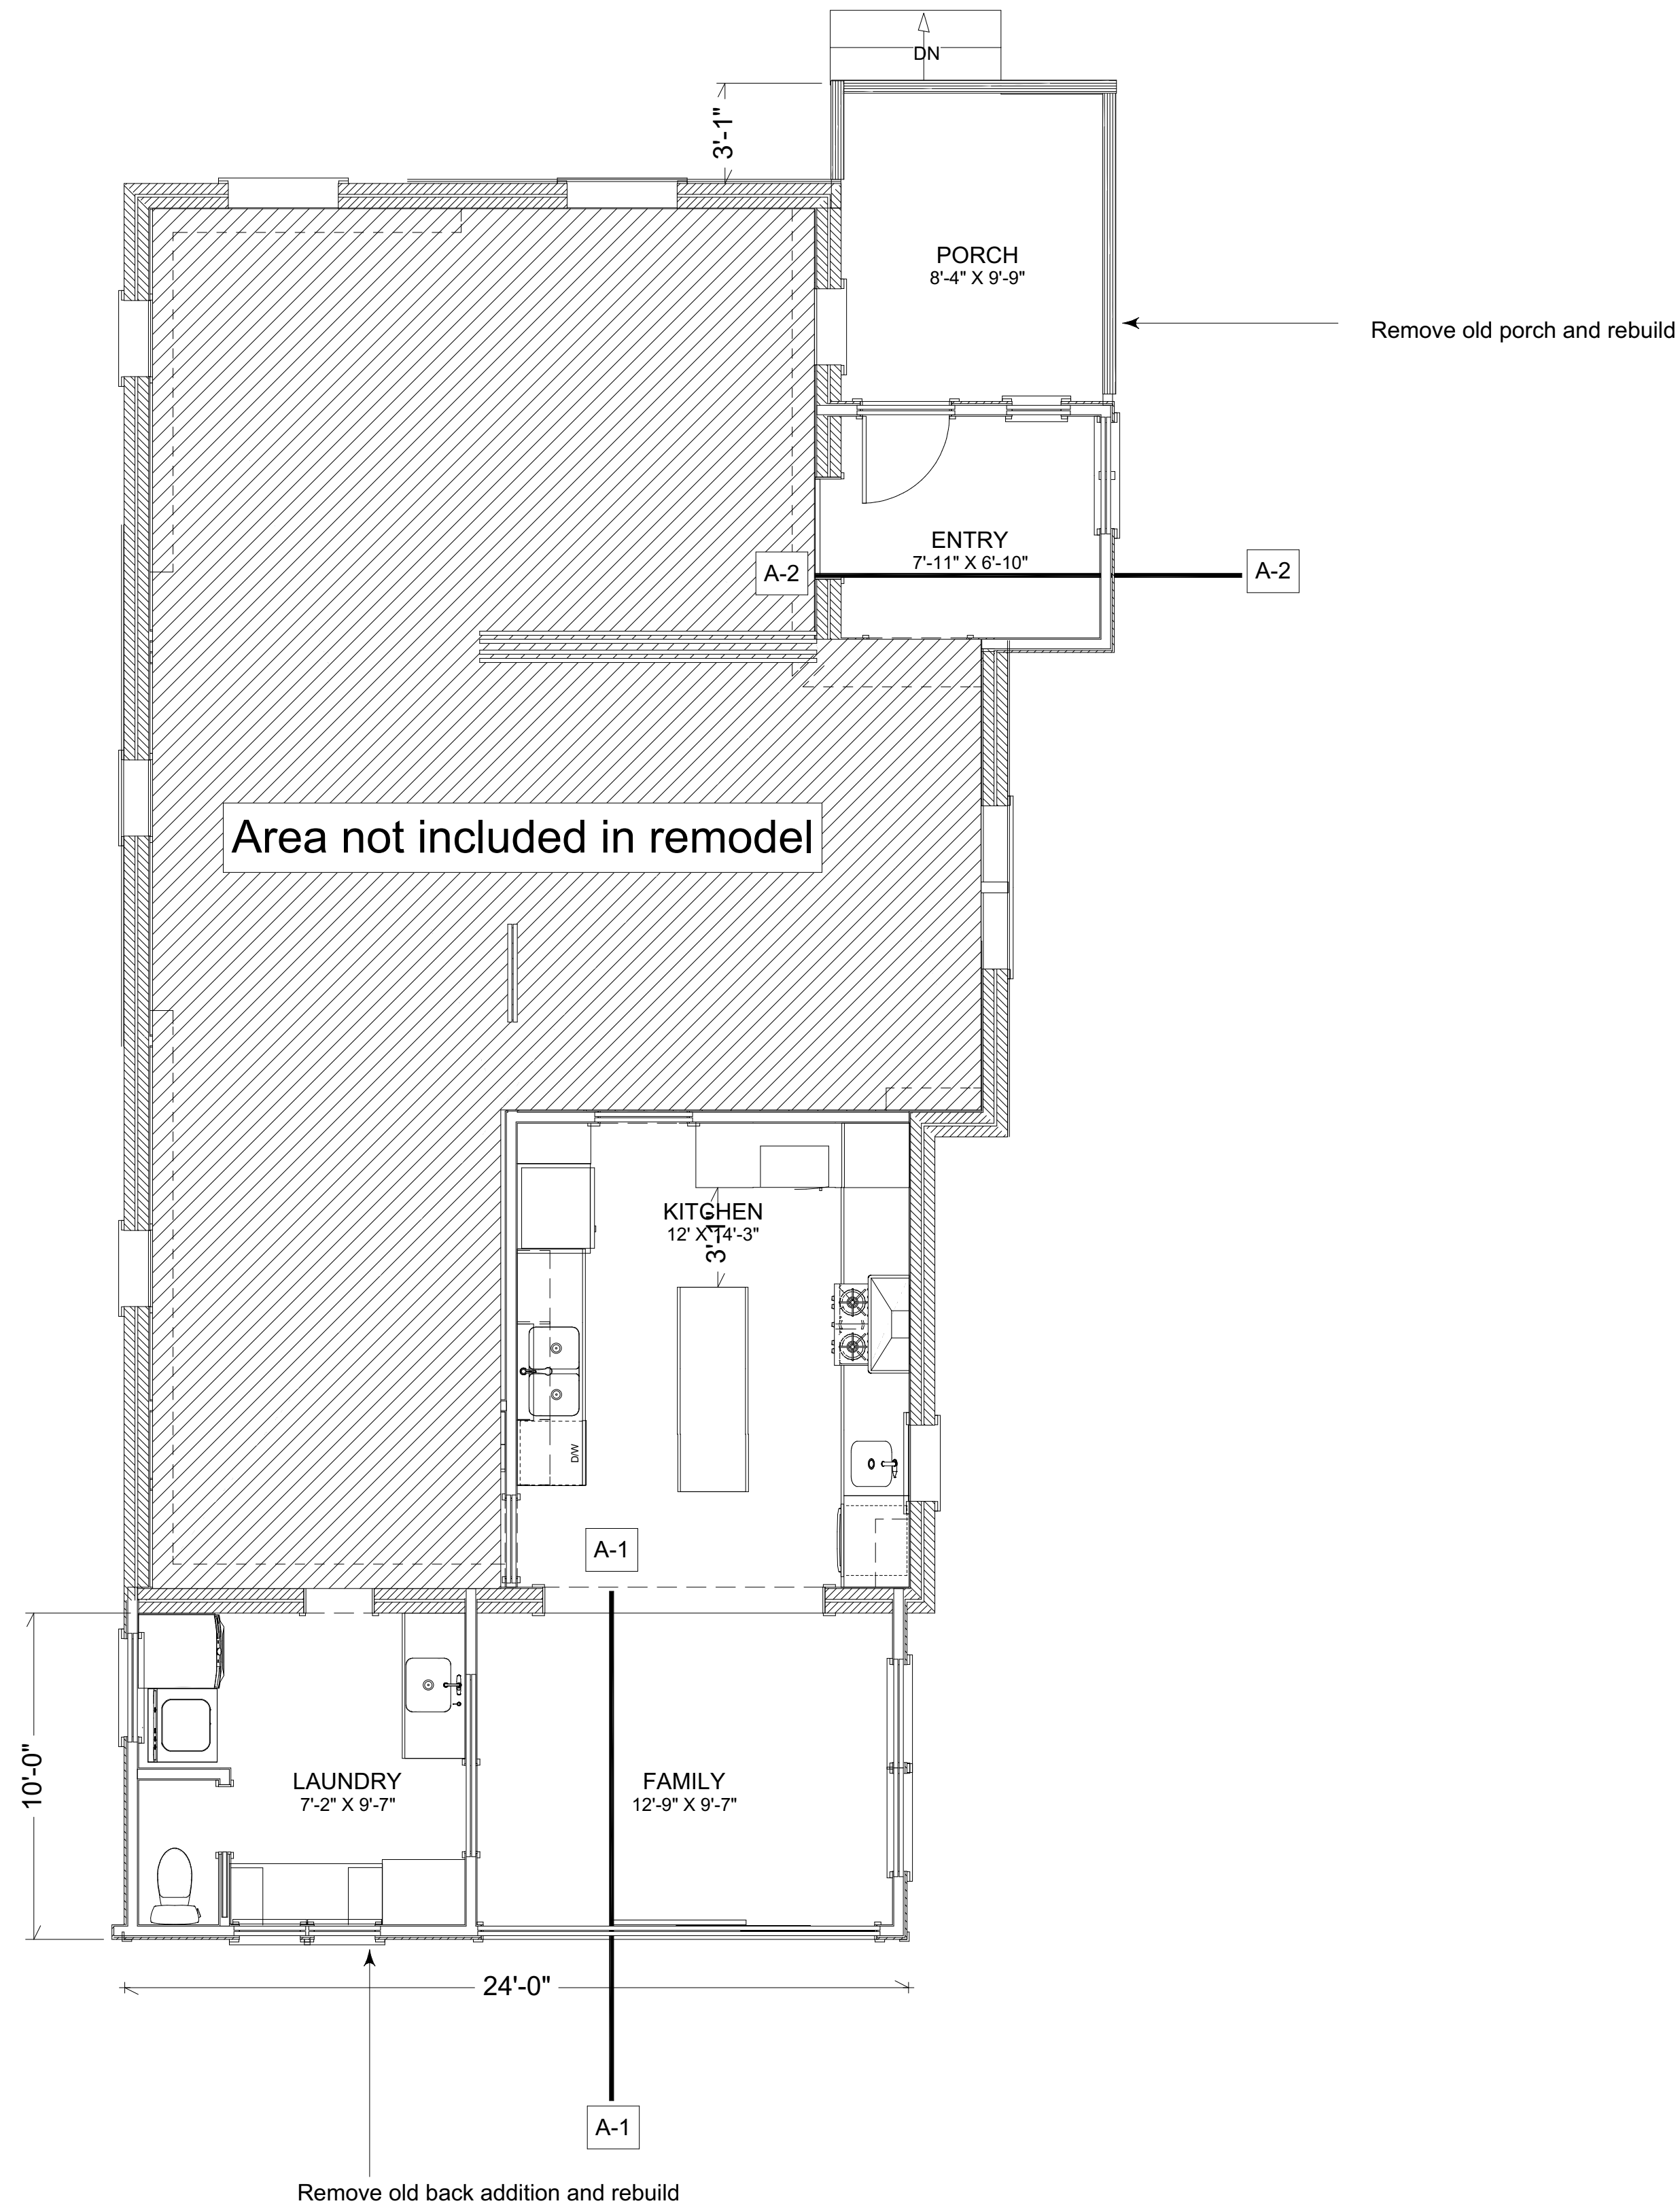 DN
3'-1"
PORCH
8'-4" X 9'-9"
Remove old porch and rebuild
ENTRY
7'-11" X 6'-10"
A-2
A-2
Area not included in remodel
KITCHEN
12' X 14'-3"
3'-1"
D/W
A-1
10'-0"
LAUNDRY
7'-2" X 9'-7"
FAMILY
12'-9" X 9'-7"
24'-0"
A-1
Remove old back addition and rebuild